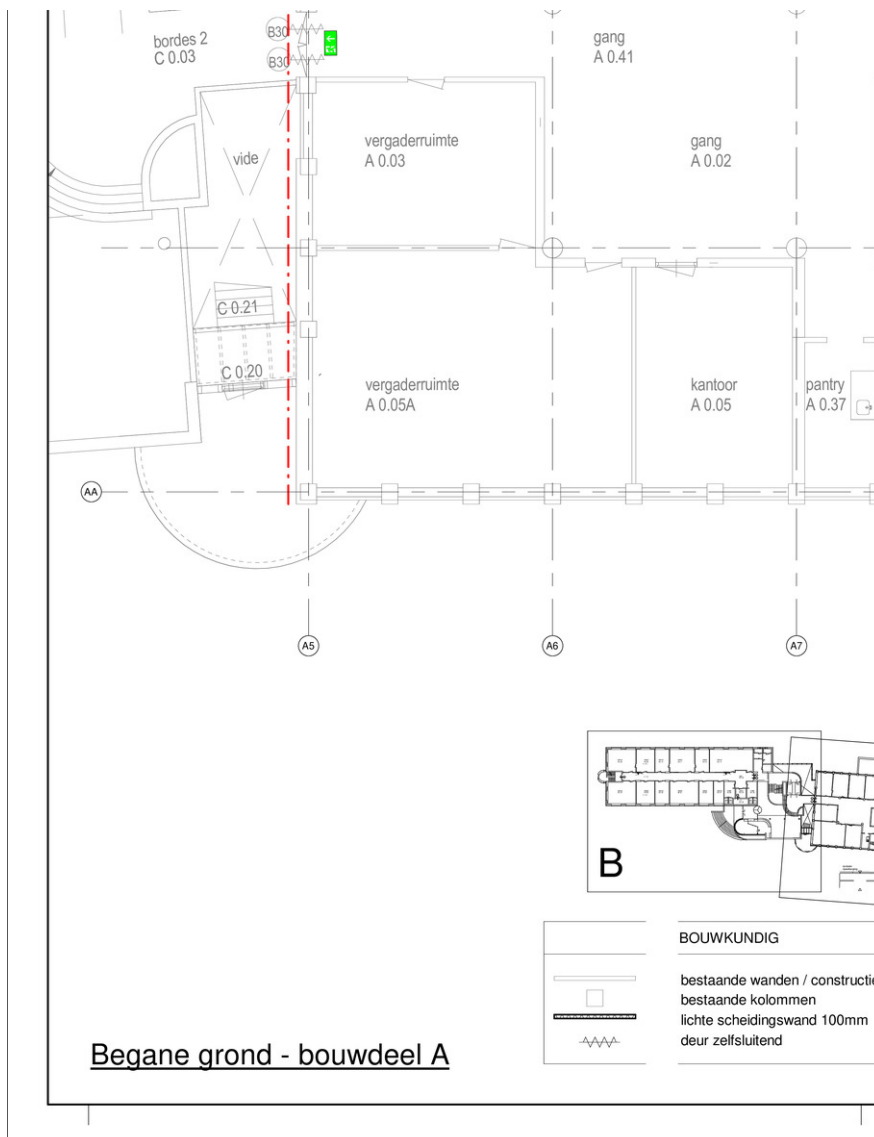 B30
bordes 2
C 0.03
gang
A 0.41
B30
vergaderruimte
A 0.03
gang
A 0.02
vide
C 0.21
C 0.20
vergaderruimte
A 0.05A
kantoor
A 0.05
pantry
A 0.37
AA
A5
A6
A7
B
BOUWKUNDIG
bestaande wanden / constructie
bestaande kolommen
lichte scheidingswand 100mm
deur zelfsluitend
Begane grond - bouwdeel A